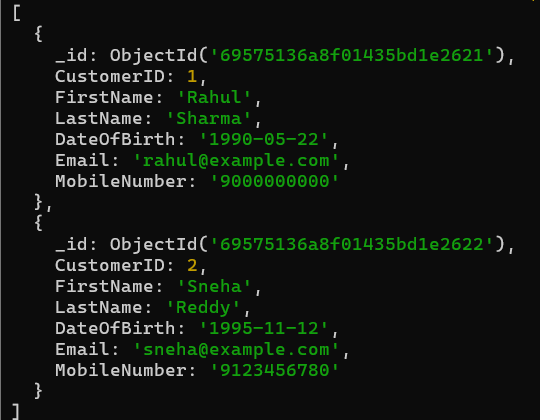 [
  {
    _id: ObjectId('69575136a8f01435bd1e2621'),
    CustomerID: 1,
    FirstName: 'Rahul',
    LastName: 'Sharma',
    DateOfBirth: '1990-05-22',
    Email: 'rahul@example.com',
    MobileNumber: '9000000000'
  },
  {
    _id: ObjectId('69575136a8f01435bd1e2622'),
    CustomerID: 2,
    FirstName: 'Sneha',
    LastName: 'Reddy',
    DateOfBirth: '1995-11-12',
    Email: 'sneha@example.com',
    MobileNumber: '9123456780'
  }
]